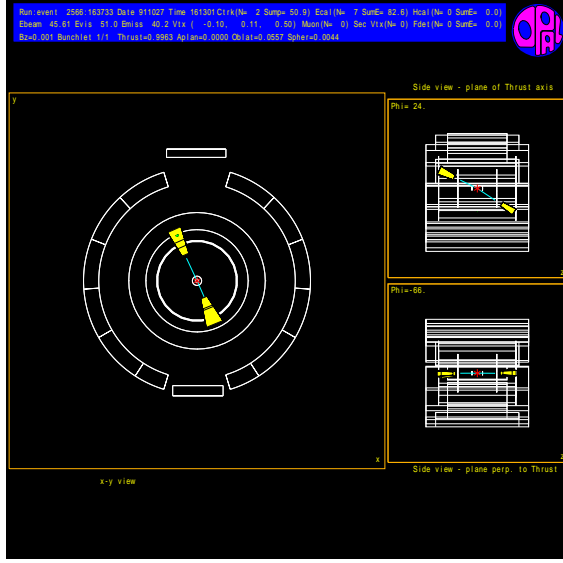 Run:event 2566:163733 Date 911027 Time 161301 Ctrk(N= 2 Sump= 50.9) Ecal(N= 7 SumE= 82.6) Hcal(N= 0 SumE= 0.0)
Ebeam 45.61 Evis 51.0 Emiss 40.2 Vtx ( -0.10, 0.11, 0.50) Muon(N= 0) Sec Vtx(N= 0) Fdet(N= 0 SumE= 0.0)
Bz=0.001 Bunchlet 1/1 Thrust=0.9963 Aplan=0.0000 Oblat=0.0557 Spher=0.0044
OPAL
Side view - plane of Thrust axis
y
Phi= 24.
z
Phi=-66.
x
z
Side view - plane perp. to Thrust
x-y view